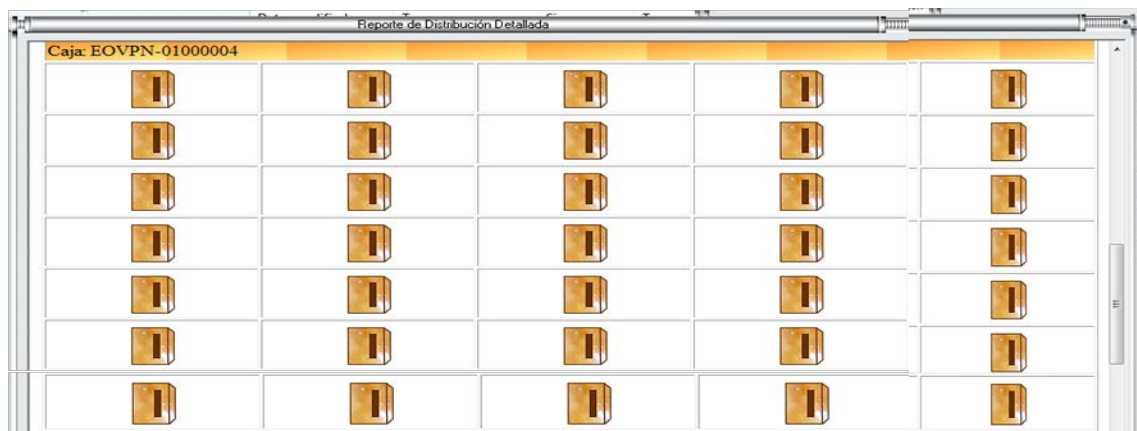 Reporte de Distribución Detallada
Caja: EOVPN-01000004